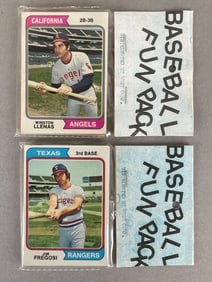 CALIFORNIA 2B-3B
WINSTON
LLENAS
ANGELS
BASEBALL
FUN PACK
TEXAS 3rd BASE
JIM
FREGOSI
RANGERS
BASEBALL
FUN PACK